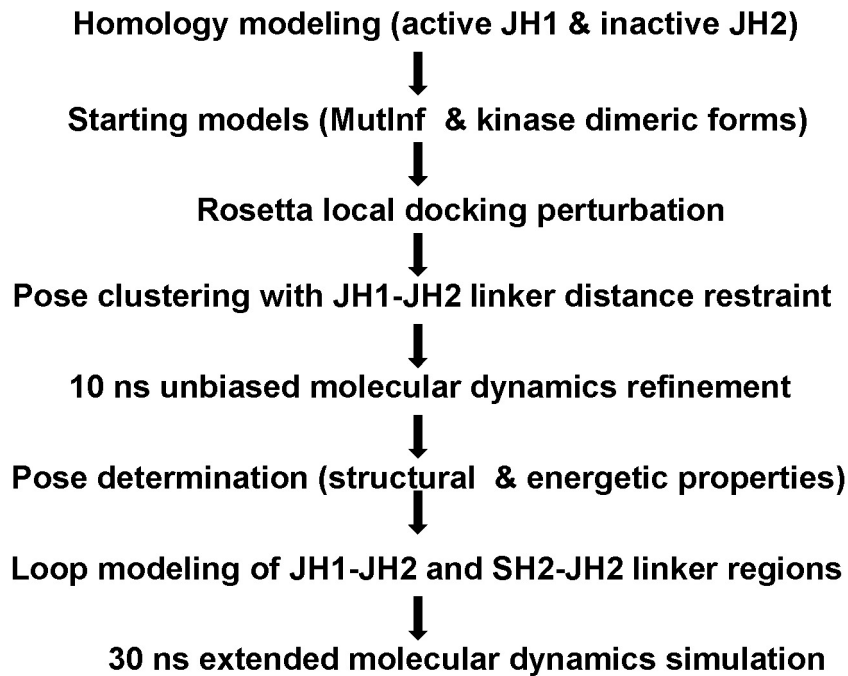 Homology modeling (active JH1 & inactive JH2)
Starting models (MutInf & kinase dimeric forms)
Rosetta local docking perturbation
Pose clustering with JH1-JH2 linker distance restraint
10 ns unbiased molecular dynamics refinement
Pose determination (structural & energetic properties)
Loop modeling of JH1-JH2 and SH2-JH2 linker regions
30 ns extended molecular dynamics simulation